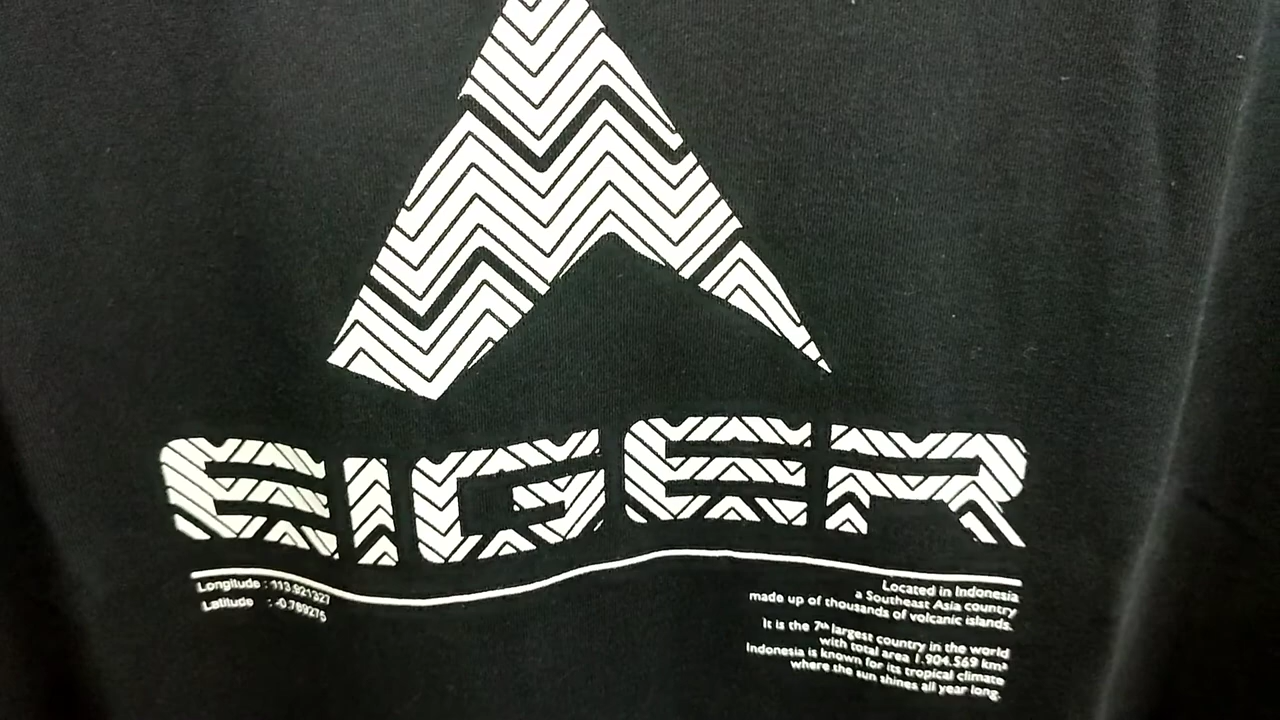 EIGER
Longitude : 113.921327
Latitude : -0.789275
Located in Indonesia
a Southeast Asia country
made up of thousands of volcanic islands.
It is the 7th largest country in the world
with total area 1.904.569 km²
Indonesia is known for its tropical climate
where the sun shines all year long.